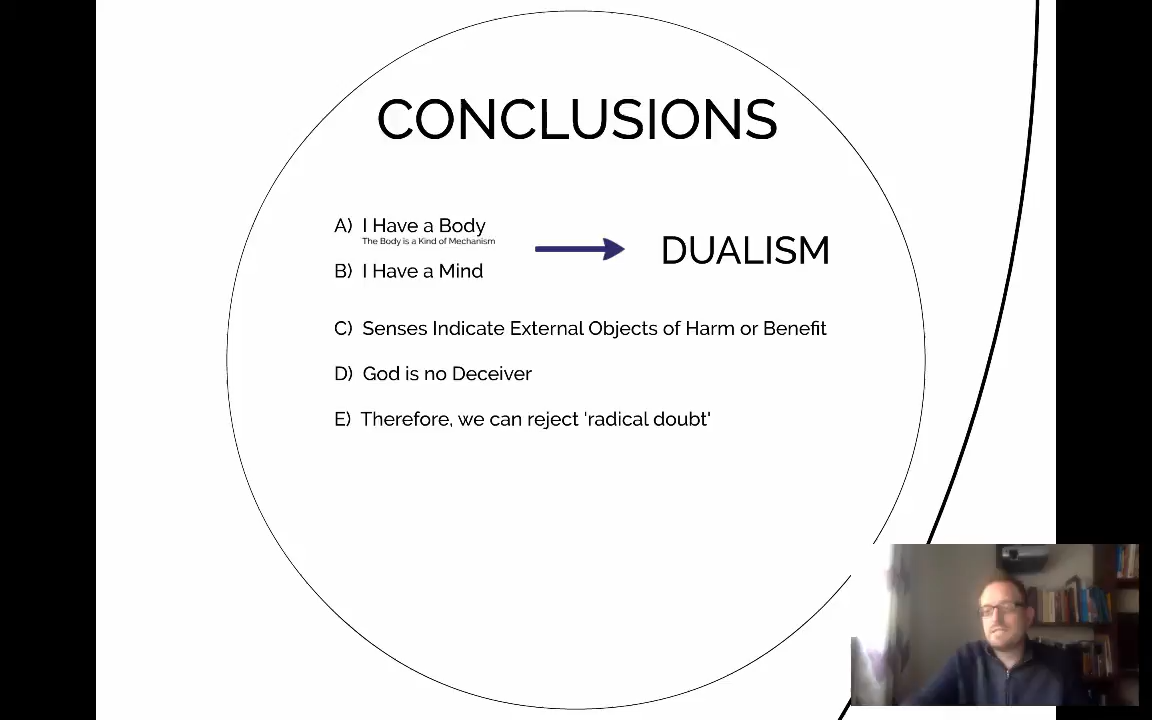 CONCLUSIONS
A) I Have a Body
The Body is a Kind of Mechanism
B) I Have a Mind
DUALISM
C) Senses Indicate External Objects of Harm or Benefit
D) God is no Deceiver
E) Therefore, we can reject 'radical doubt'